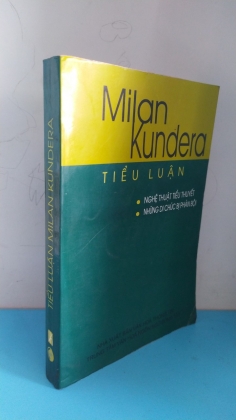 Milan
Kundera
TIỂU LUẬN
NGHỆ THUẬT TIỂU THUYẾT
NHỮNG DI CHÚC BỊ PHẢN BỘI
TIỂU LUẬN MILAN KUNDERA